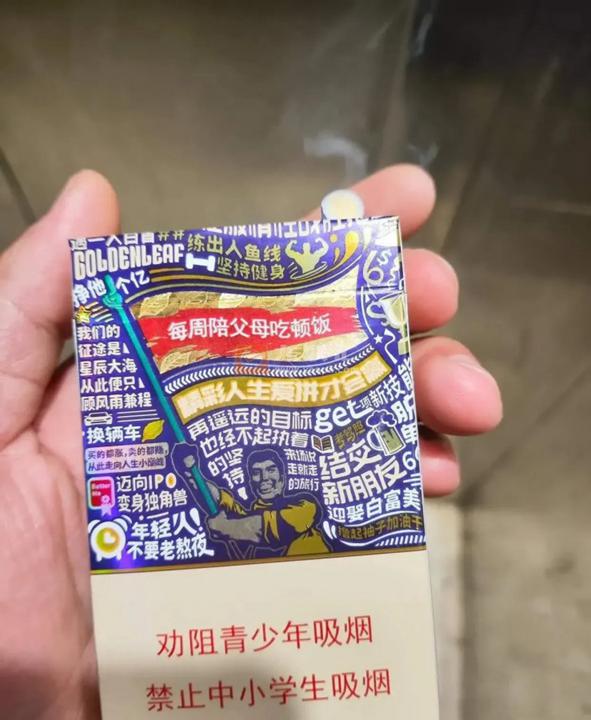 GOLDENLEAF
练出人鱼线
坚持健身
挣他1个亿
每周陪父母吃顿饭
我们的
征途是
星辰大海
从此便只
顾风雨兼程
精彩人生爱拼才会赢
换辆车
再遥远的目标
也经不起执着
的坚
持
get七项新技能
考驾照
买的都涨,卖的都跌
从此走向人生小巅峰
来场说
走就走
的旅行
结交
新朋友
Better
Me
迈向IPO
变身独角兽
迎娶白富美
年轻人
不要老熬夜
撸起袖子加油干
劝阻青少年吸烟
禁止中小学生吸烟